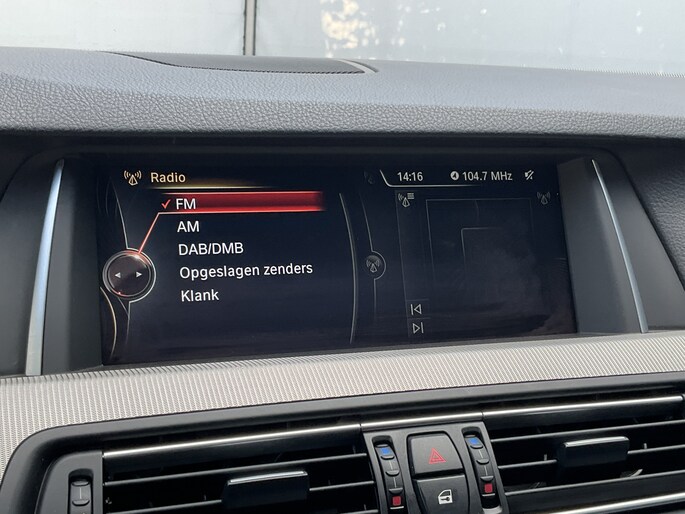 Radio 14:16 104.7 MHz
FM
AM
DAB/DMB
Opgeslagen zenders
Klank